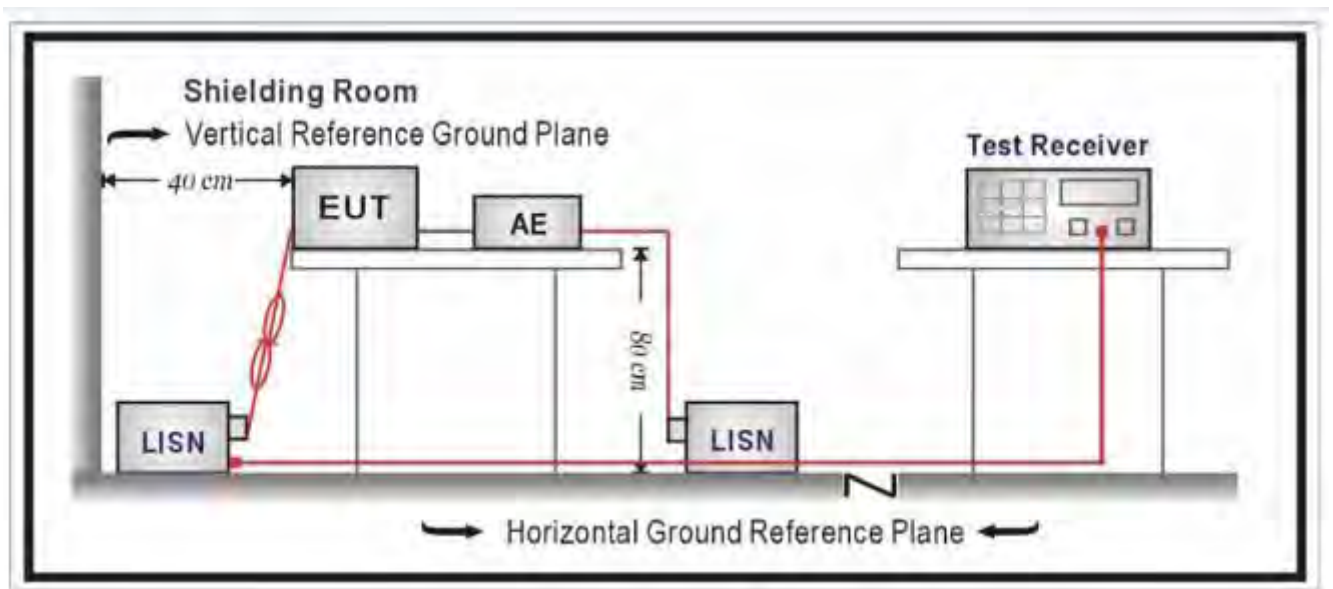 Shielding Room
Vertical Reference Ground Plane
Test Receiver
40 cm
EUT
AE
80 cm
LISN
LISN
Horizontal Ground Reference Plane